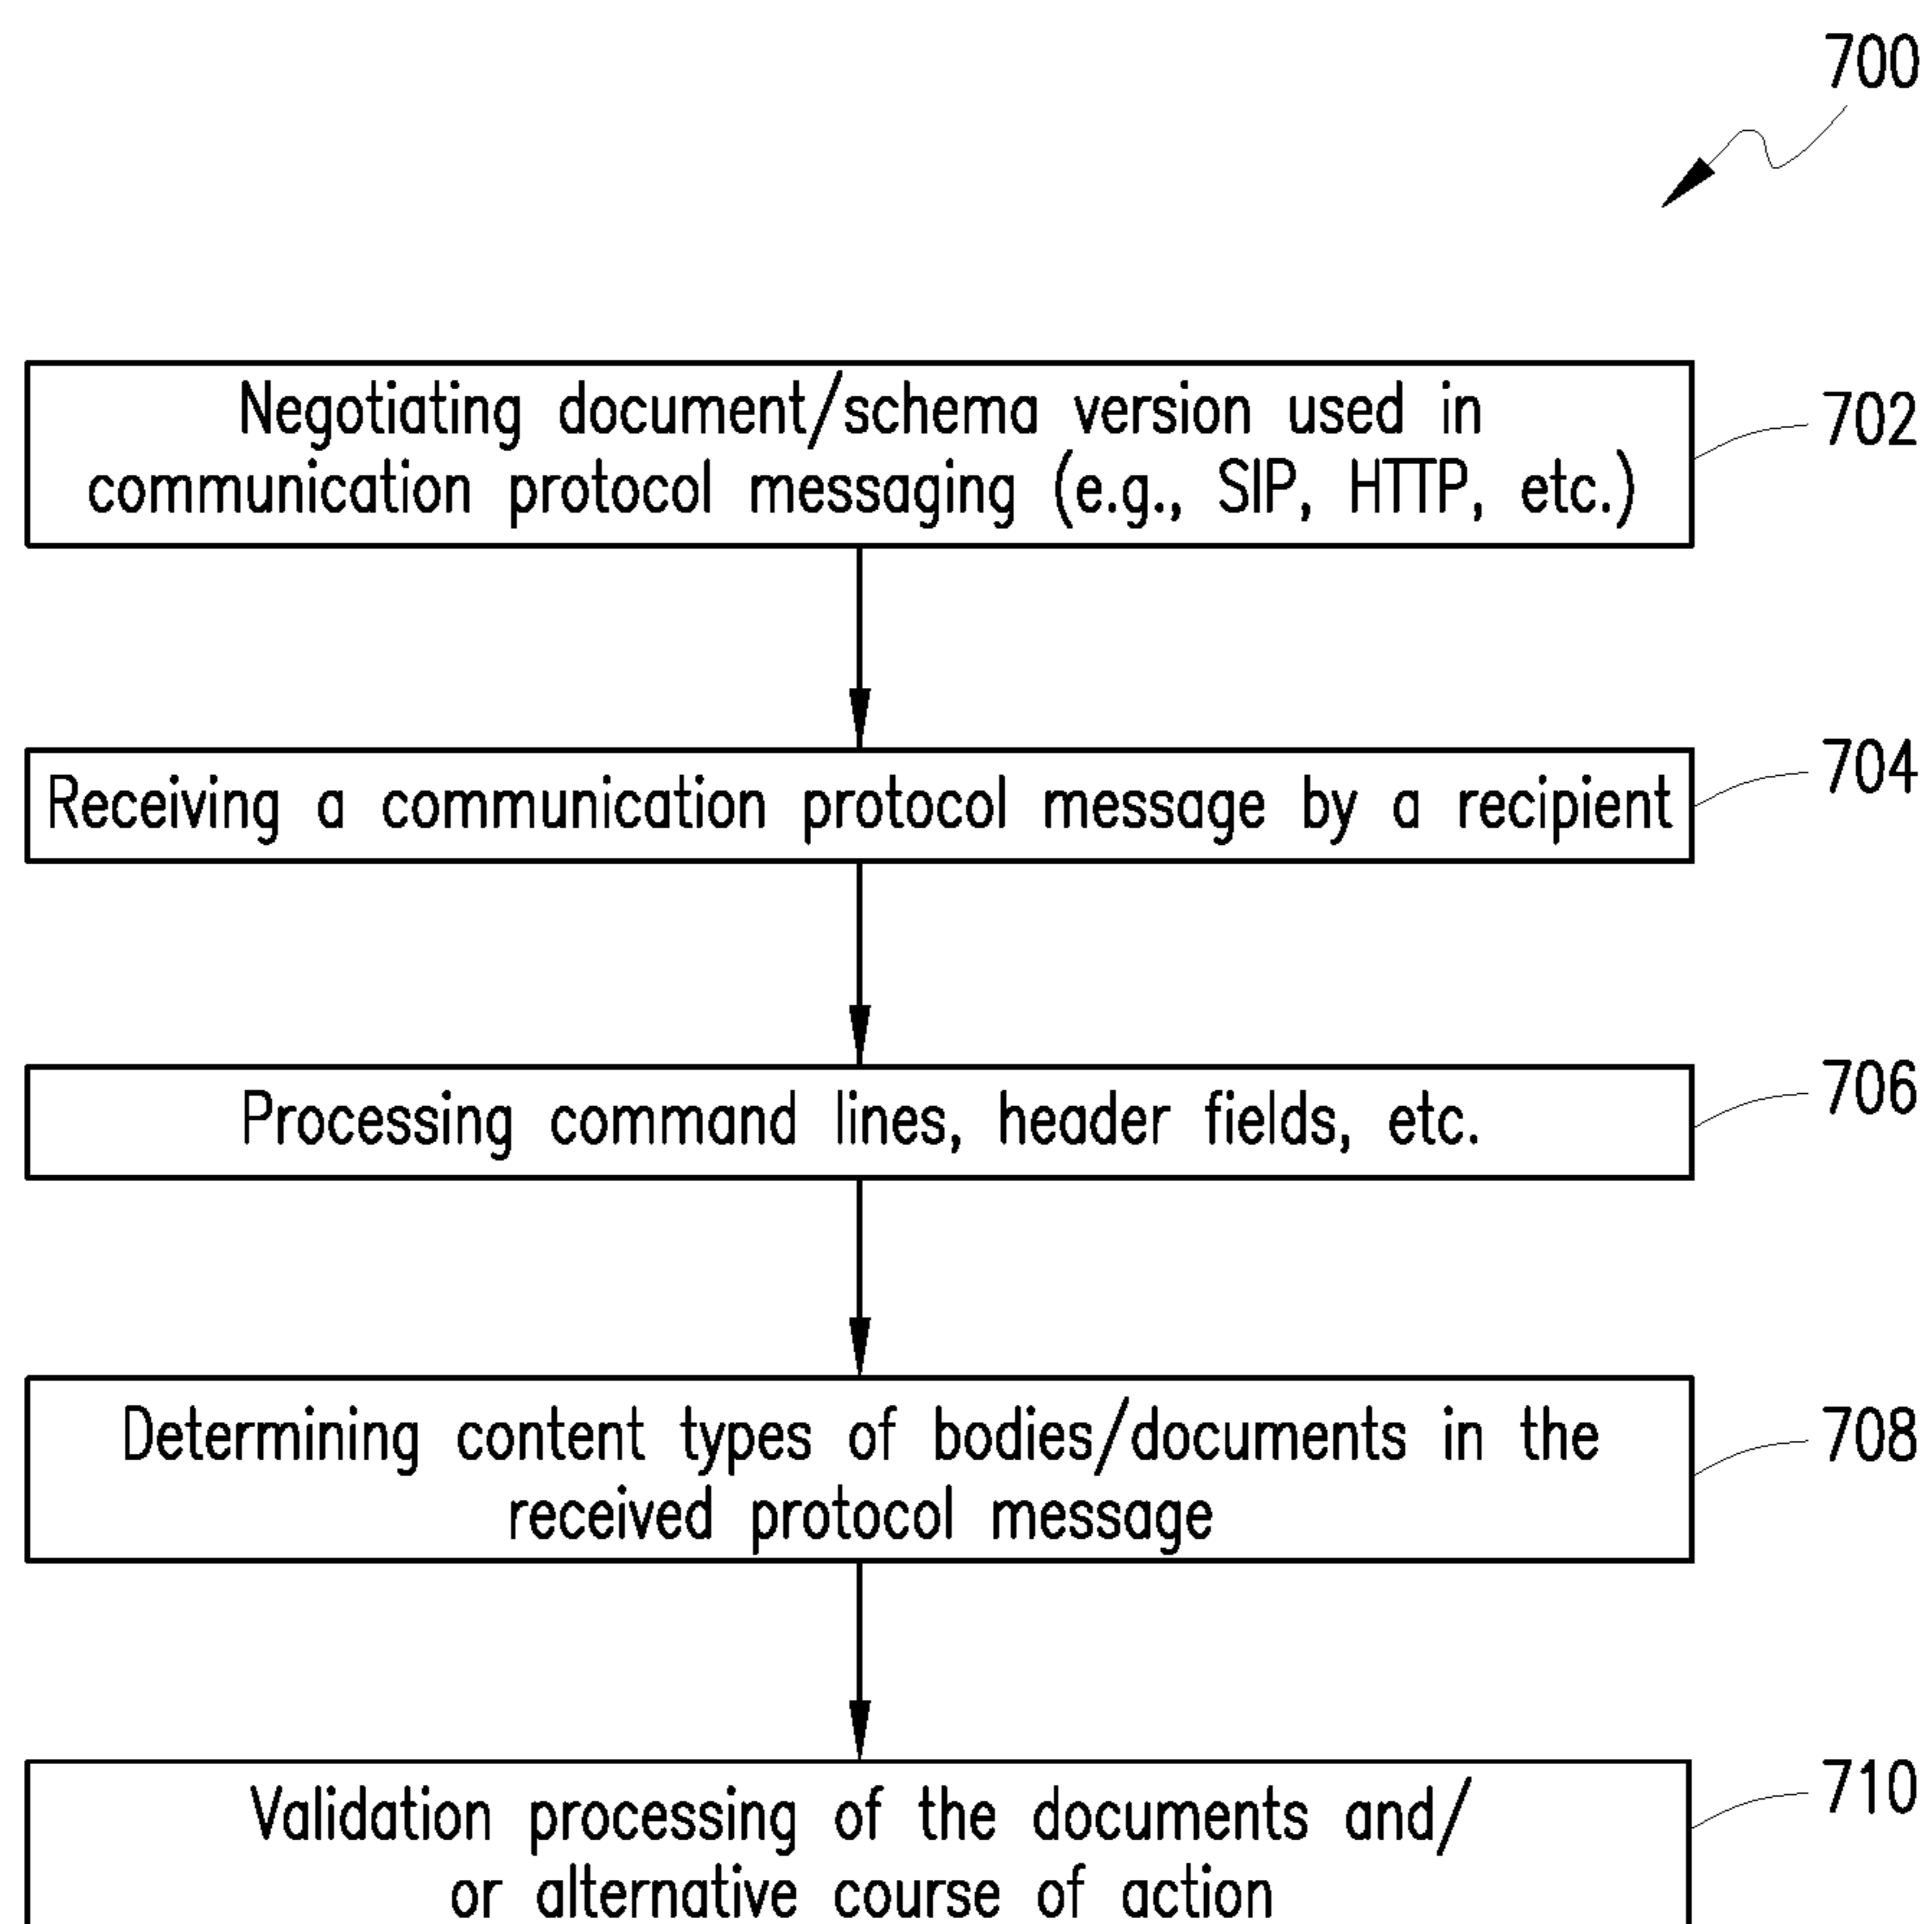 700
Negotiating document/schema version used in
communication protocol messaging (e.g., SIP, HTTP, etc.)
702
Receiving a communication protocol message by a recipient
704
Processing command lines, header fields, etc.
706
Determining content types of bodies/documents in the
received protocol message
708
Validation processing of the documents and/
or alternative course of action
710